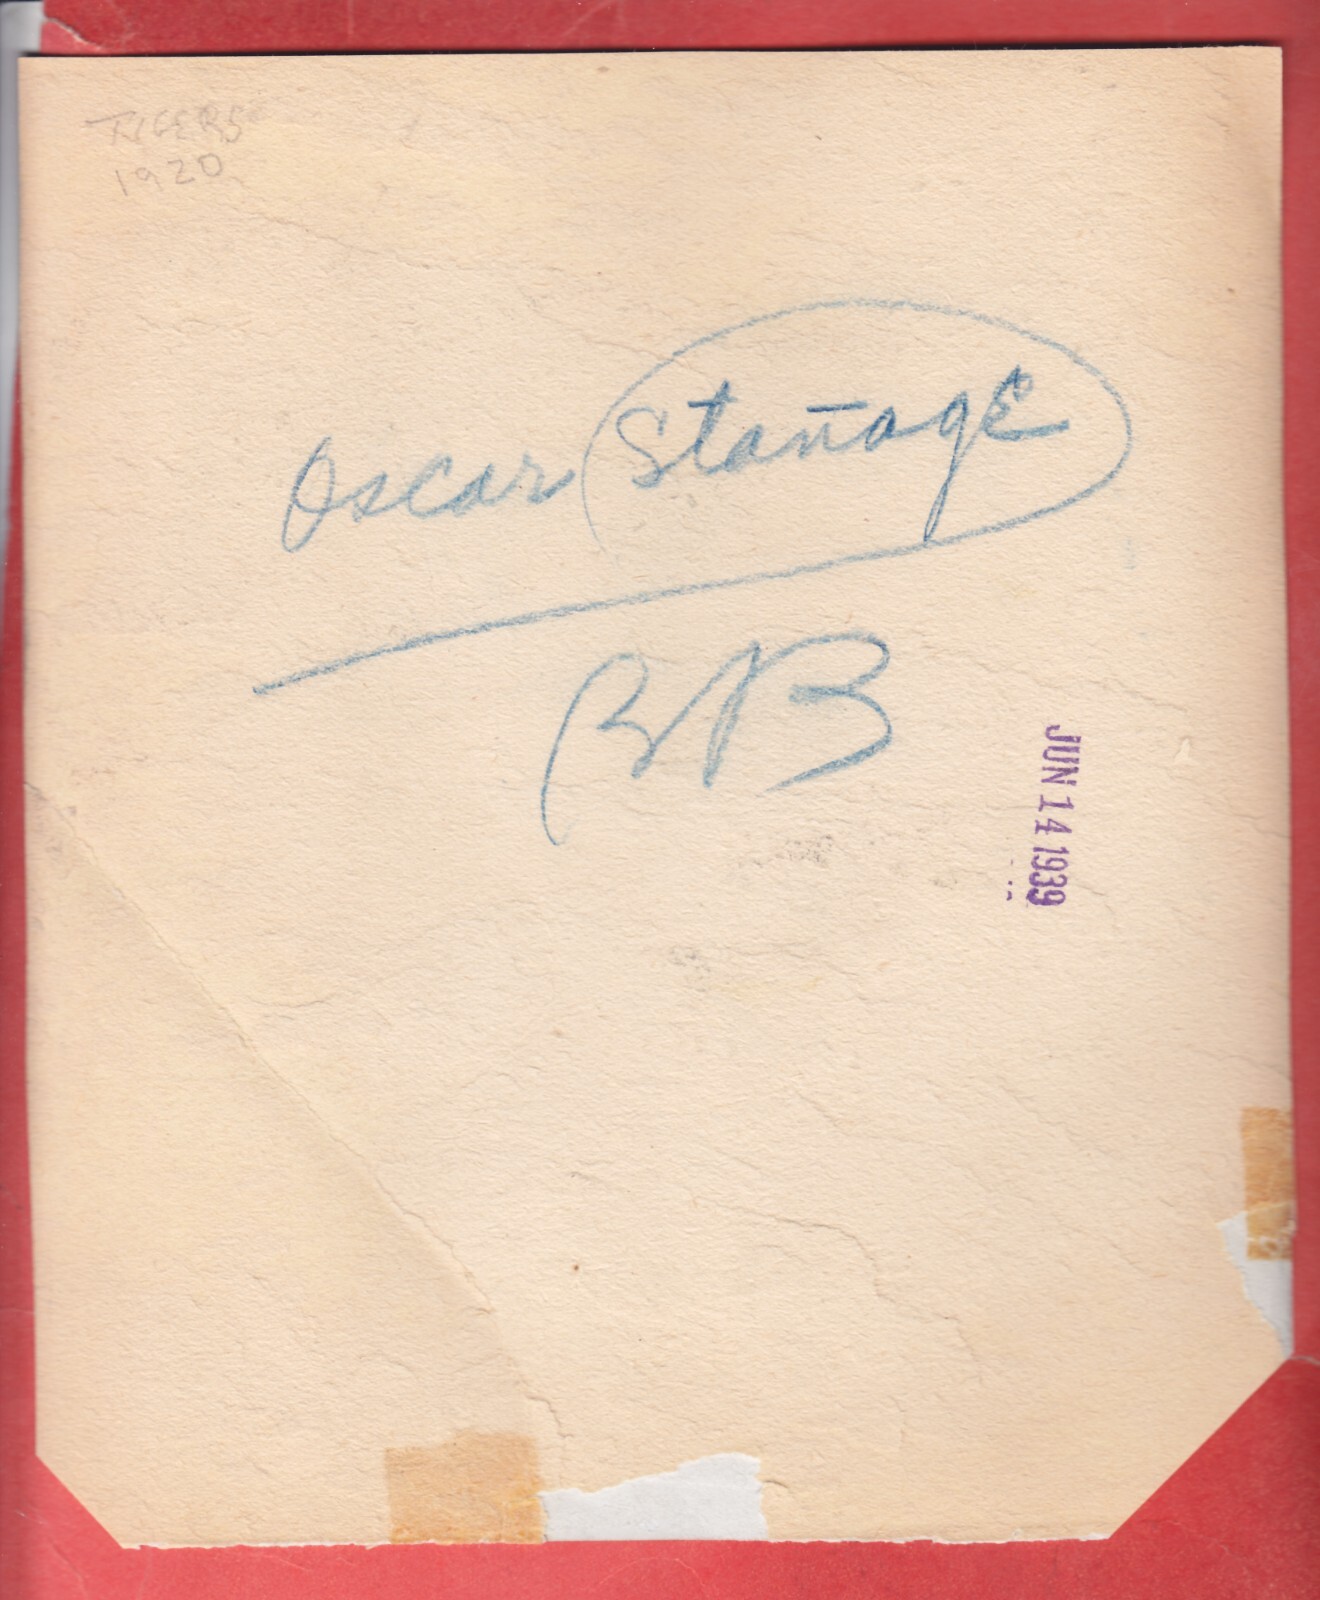 TIGERS
1920
Oscar Stanage
BB
JUN 14 1939